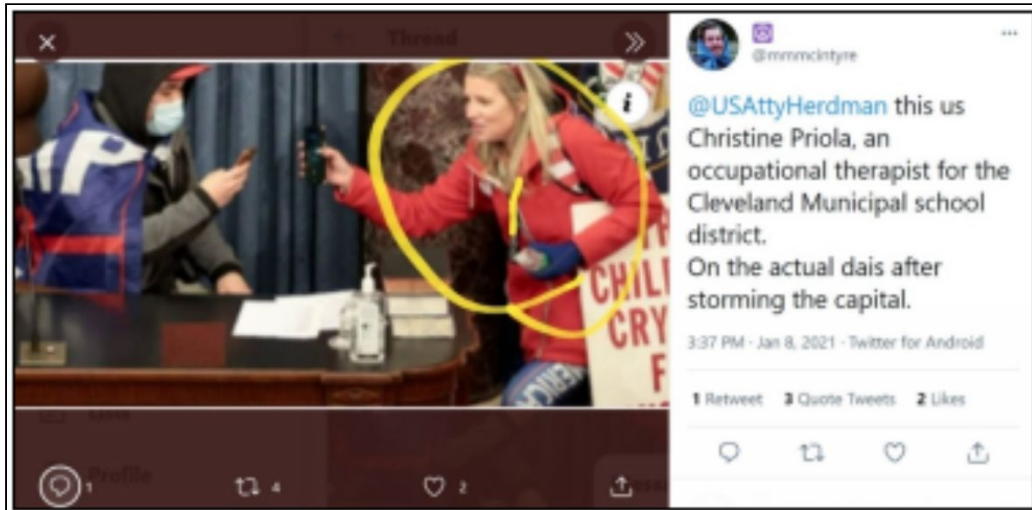 Thread
@mmmcintyre
@USAttyHerdman this us
Christine Priola, an
occupational therapist for the
Cleveland Municipal school
district.
On the actual dais after
storming the capital.
3:37 PM · Jan 8, 2021 · Twitter for Android
1 Retweet 3 Quote Tweets 2 Likes
i
CHIL
CRY
F
Lists
Profile
1 4 2